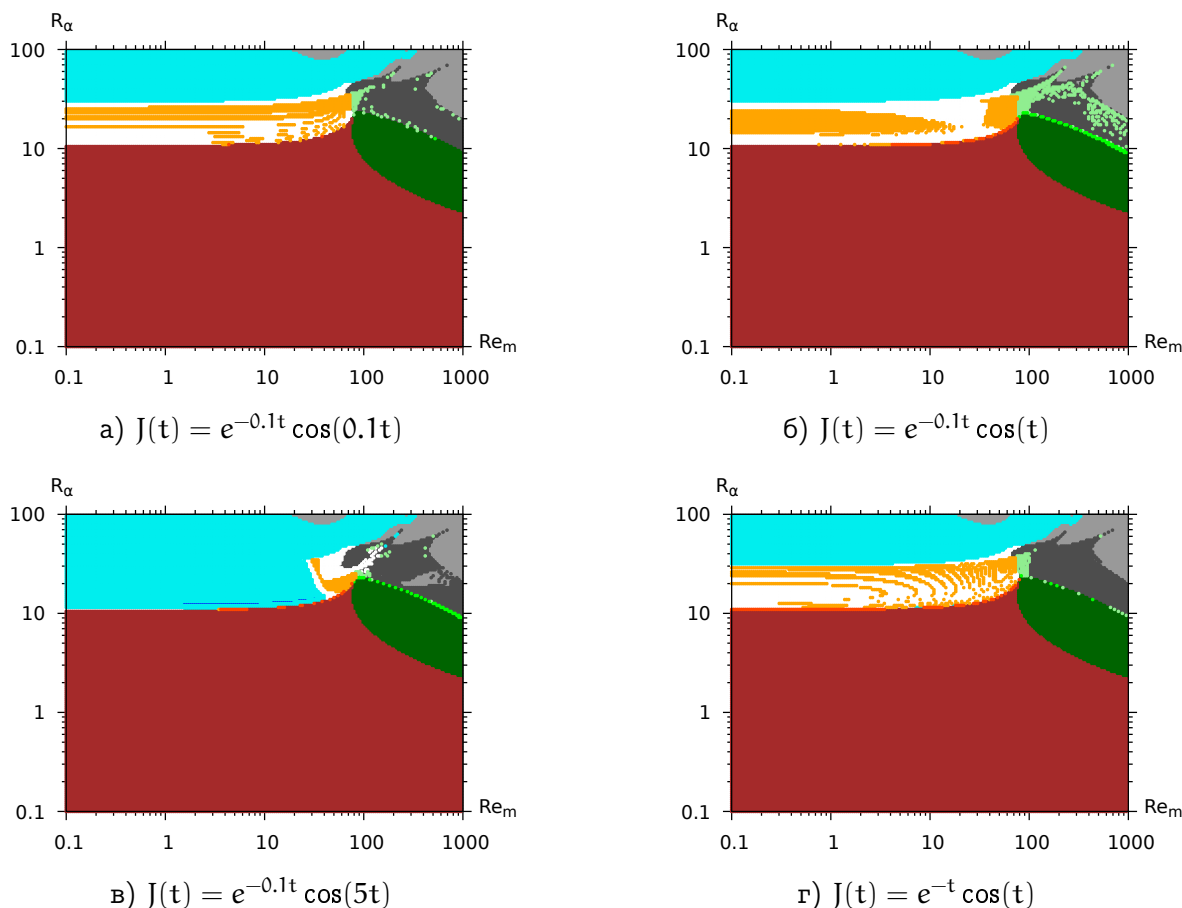 R_α R_α
100 100
10 10
1 1
0.1 Re_m 0.1 Re_m
0.1 1 10 100 1000 0.1 1 10 100 1000
а) J(t) = e^{−0.1t} cos(0.1t) б) J(t) = e^{−0.1t} cos(t)
R_α R_α
100 100
10 10
1 1
0.1 Re_m 0.1 Re_m
0.1 1 10 100 1000 0.1 1 10 100 1000
в) J(t) = e^{−0.1t} cos(5t) г) J(t) = e^{−t} cos(t)